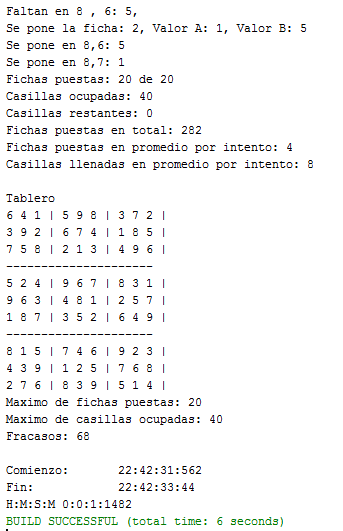 Faltan en 8 , 6: 5,
Se pone la ficha: 2, Valor A: 1, Valor B: 5
Se pone en 8,6: 5
Se pone en 8,7: 1
Fichas puestas: 20 de 20
Casillas ocupadas: 40
Casillas restantes: 0
Fichas puestas en total: 282
Fichas puestas en promedio por intento: 4
Casillas llenadas en promedio por intento: 8
Tablero
6 4 1 | 5 9 8 | 3 7 2 |
3 9 2 | 6 7 4 | 1 8 5 |
7 5 8 | 2 1 3 | 4 9 6 |
---------------------
5 2 4 | 9 6 7 | 8 3 1 |
9 6 3 | 4 8 1 | 2 5 7 |
1 8 7 | 3 5 2 | 6 4 9 |
---------------------
8 1 5 | 7 4 6 | 9 2 3 |
4 3 9 | 1 2 5 | 7 6 8 |
2 7 6 | 8 3 9 | 5 1 4 |
Maximo de fichas puestas: 20
Maximo de casillas ocupadas: 40
Fracasos: 68
Comienzo: 22:42:31:562
Fin: 22:42:33:44
H:M:S:M 0:0:1:1482
BUILD SUCCESSFUL (total time: 6 seconds)